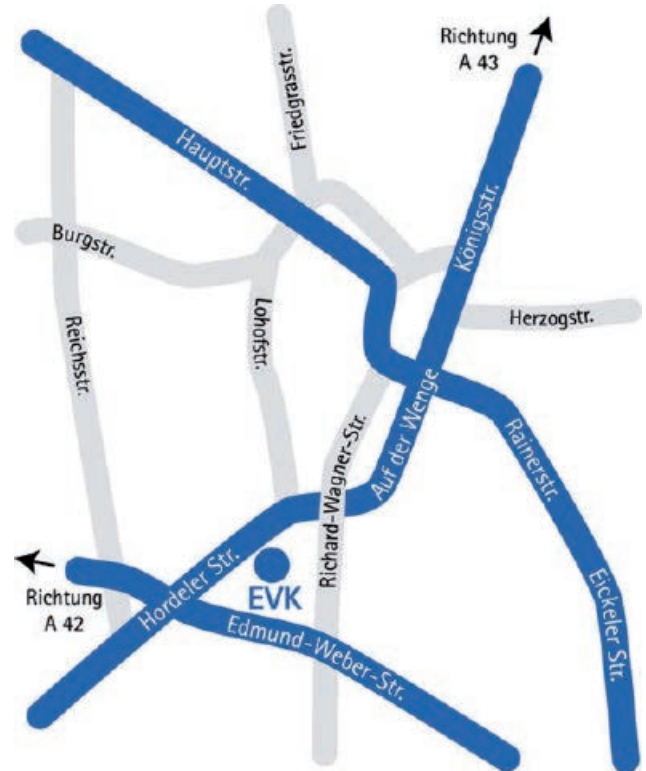 Richtung
A 43
Friedgrasstr.
Hauptstr.
Königsstr.
Burgstr.
Lohofstr.
Herzogstr.
Reichsstr.
Auf der Wenge
Richard-Wagner-Str.
Rainerstr.
Richtung
A 42
Hordeler Str.
EVK
Edmund-Weber-Str.
Eickeler Str.